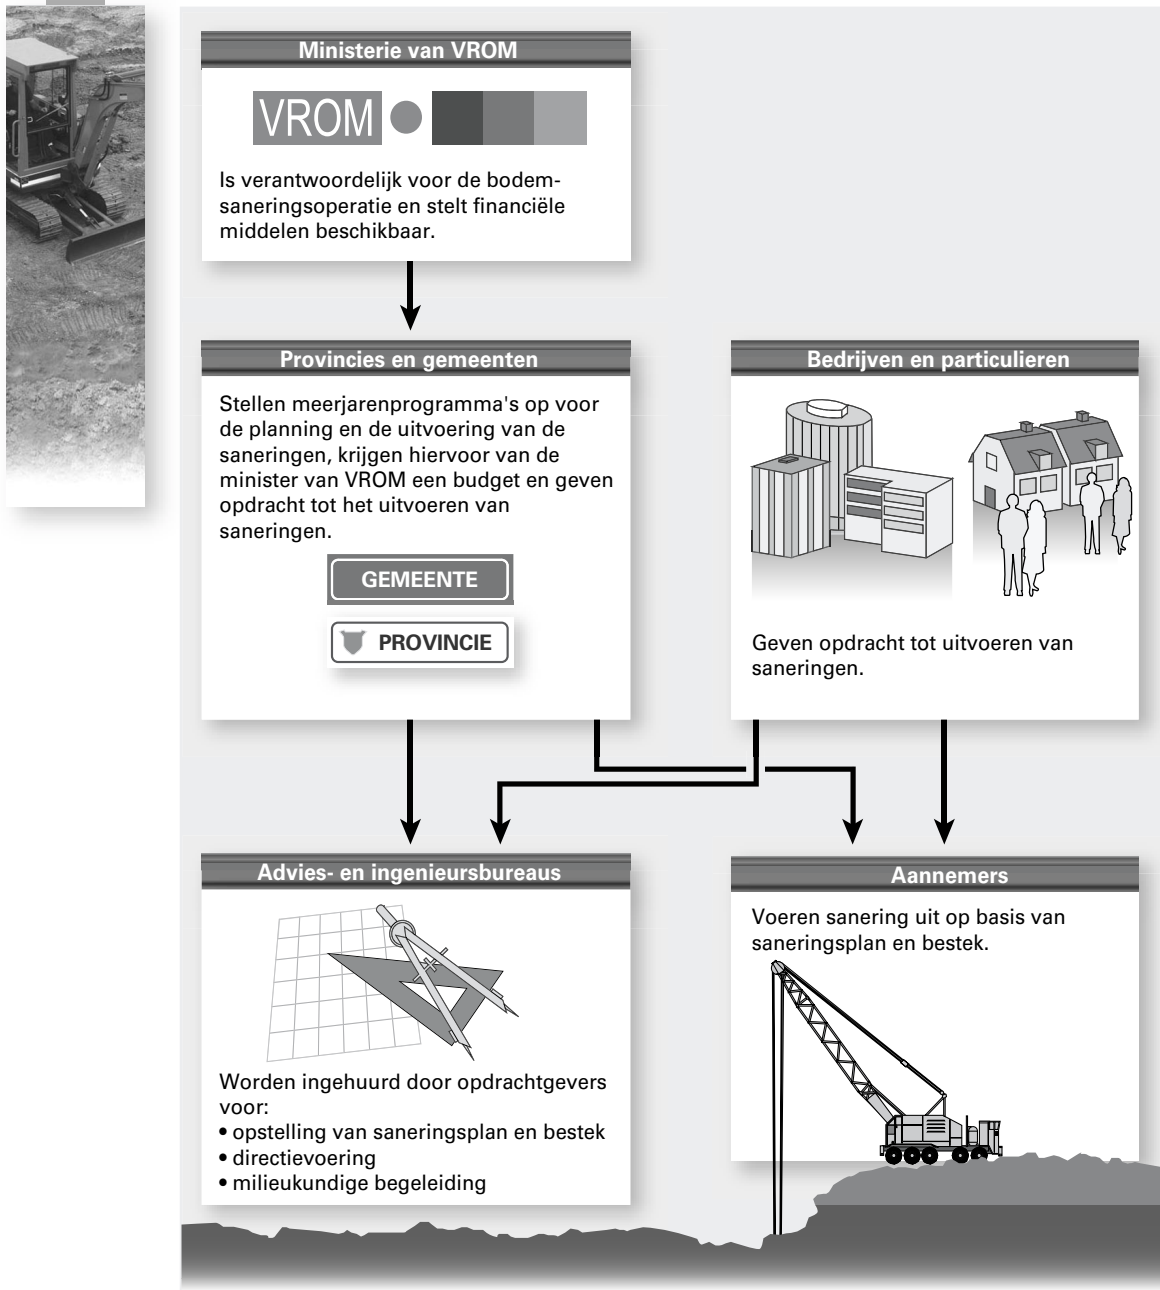 Ministerie van VROM
VROM
Is verantwoordelijk voor de bodem-
saneringsoperatie en stelt financiële
middelen beschikbaar.
Provincies en gemeenten
Stellen meerjarenprogramma's op voor
de planning en de uitvoering van de
saneringen, krijgen hiervoor van de
minister van VROM een budget en geven
opdracht tot het uitvoeren van
saneringen.
GEMEENTE
PROVINCIE
Bedrijven en particulieren
Geven opdracht tot uitvoeren van
saneringen.
Advies- en ingenieursbureaus
Worden ingehuurd door opdrachtgevers
voor:
• opstelling van saneringsplan en bestek
• directievoering
• milieukundige begeleiding
Aannemers
Voeren sanering uit op basis van
saneringsplan en bestek.